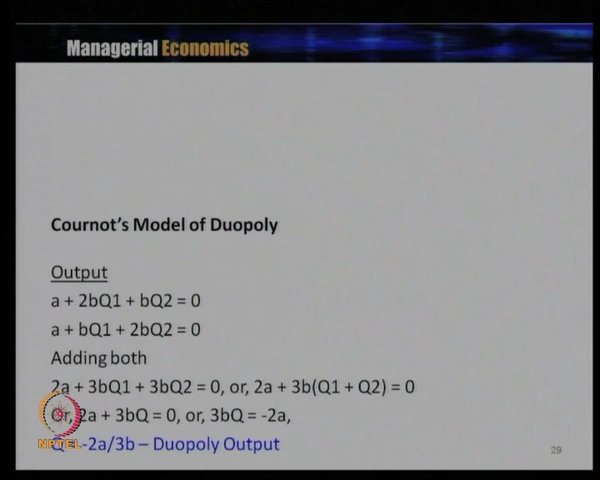 Managerial Economics
Cournot's Model of Duopoly
Output
a + 2bQ1 + bQ2 = 0
a + bQ1 + 2bQ2 = 0
Adding both
2a + 3bQ1 + 3bQ2 = 0, or, 2a + 3b(Q1 + Q2) = 0
Or, 2a + 3bQ = 0, or, 3bQ = -2a,
Q = -2a/3b – Duopoly Output
NPTEL
29